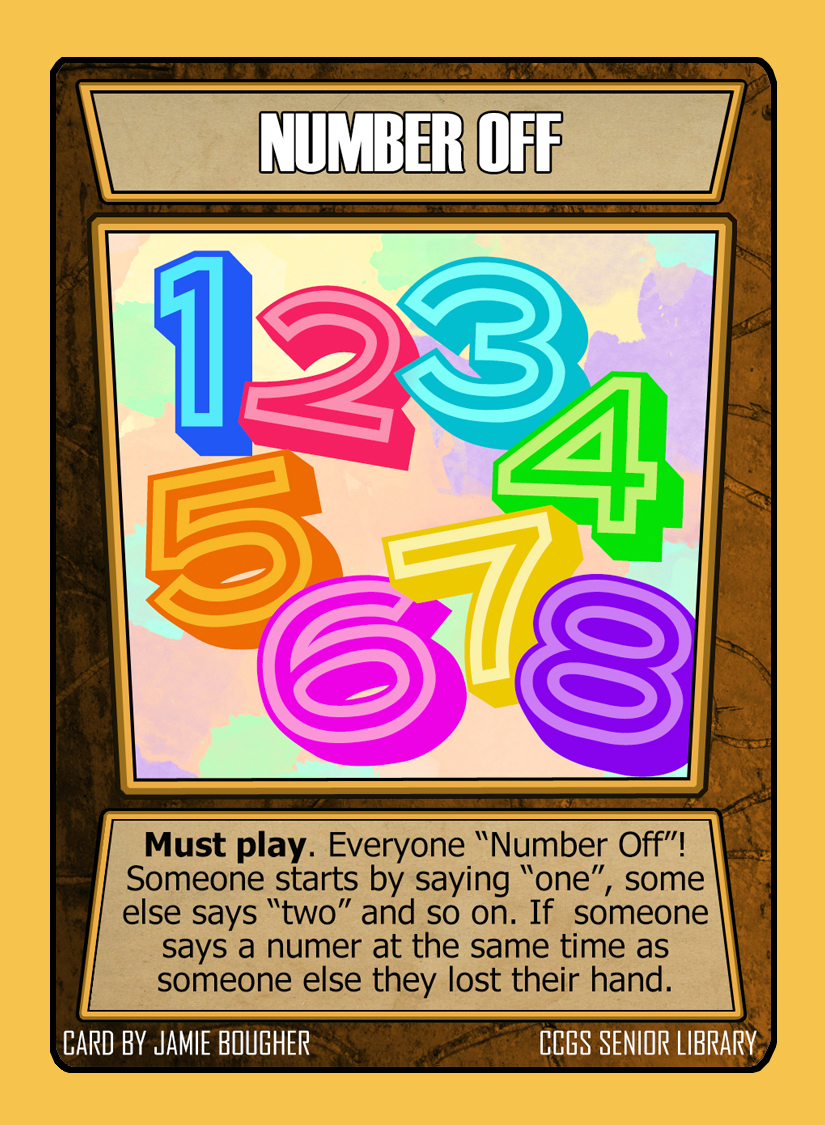 NUMBER OFF
1 2 3
4
5
6 7 8
Must play. Everyone “Number Off”!
Someone starts by saying “one”, some
else says “two” and so on. If  someone
says a numer at the same time as
someone else they lost their hand.
CARD BY JAMIE BOUGHER
CCGS SENIOR LIBRARY